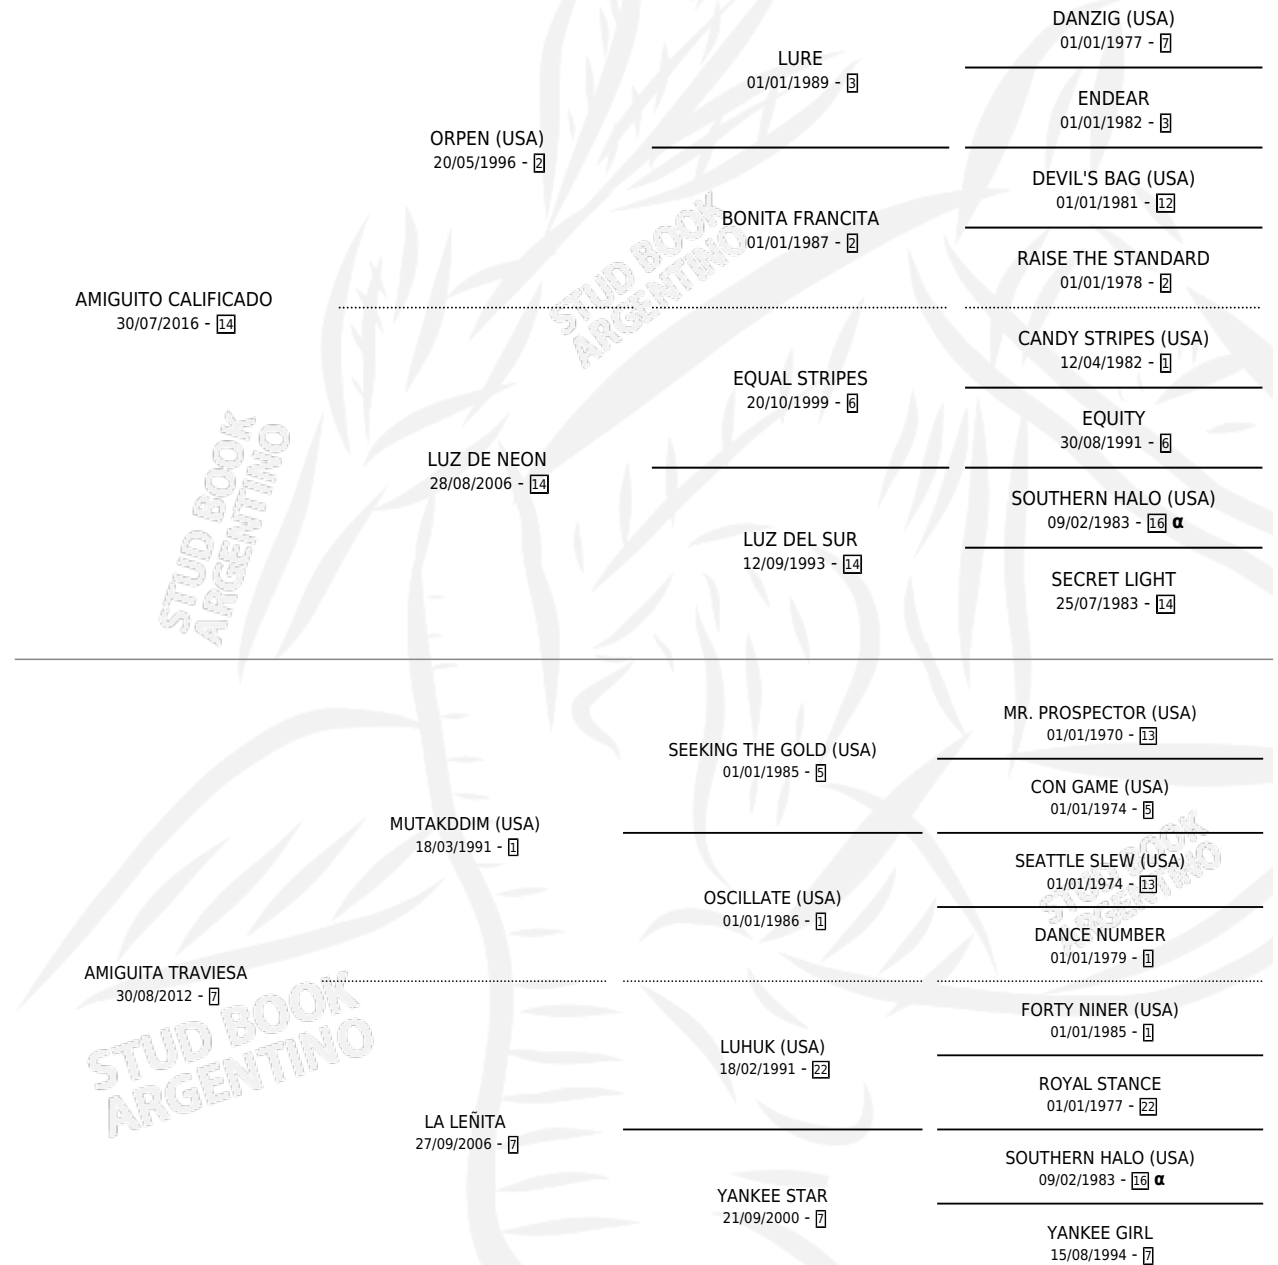 DANZIG (USA)
01/01/1977 - 7
LURE
01/01/1989 - 3
ENDEAR
01/01/1982 - 3
ORPEN (USA)
20/05/1996 - 2
DEVIL'S BAG (USA)
01/01/1981 - 12
BONITA FRANCITA
01/01/1987 - 2
RAISE THE STANDARD
01/01/1978 - 2
AMIGUITO CALIFICADO
30/07/2016 - 14
CANDY STRIPES (USA)
12/04/1982 - 1
EQUAL STRIPES
20/10/1999 - 6
EQUITY
30/08/1991 - 6
LUZ DE NEON
28/08/2006 - 14
SOUTHERN HALO (USA)
09/02/1983 - 16 α
LUZ DEL SUR
12/09/1993 - 14
SECRET LIGHT
25/07/1983 - 14
STUD BOOK
ARGENTINO
STUD BOOK
ARGENTINO
MR. PROSPECTOR (USA)
01/01/1970 - 13
SEEKING THE GOLD (USA)
01/01/1985 - 5
CON GAME (USA)
01/01/1974 - 5
MUTAKDDIM (USA)
18/03/1991 - 1
SEATTLE SLEW (USA)
01/01/1974 - 13
OSCILLATE (USA)
01/01/1986 - 1
DANCE NUMBER
01/01/1979 - 1
AMIGUITA TRAVIESA
30/08/2012 - 7
FORTY NINER (USA)
01/01/1985 - 1
LUHUK (USA)
18/02/1991 - 22
ROYAL STANCE
01/01/1977 - 22
LA LEÑITA
27/09/2006 - 7
SOUTHERN HALO (USA)
09/02/1983 - 16 α
YANKEE STAR
21/09/2000 - 7
YANKEE GIRL
15/08/1994 - 7
STUD BOOK
ARGENTINO
STUD BOOK
ARGENTINO